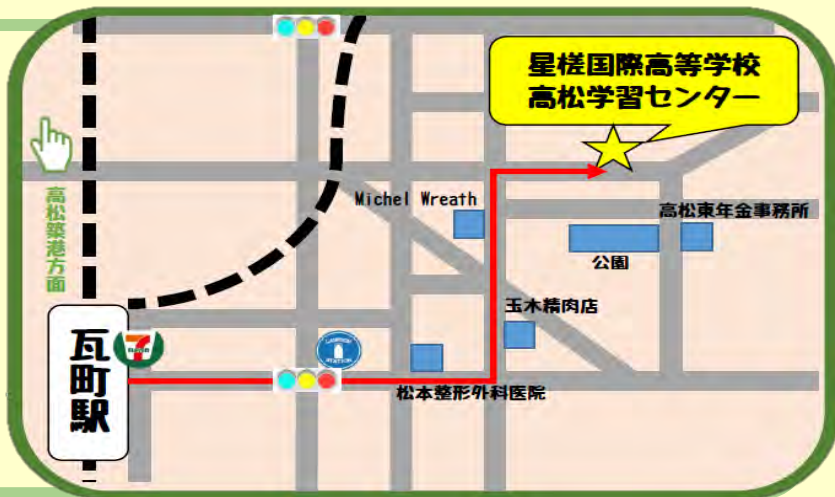 星槎国際高等学校
高松学習センター
高松築港方面
Michel Wreath
高松東年金事務所
公園
玉木精肉店
瓦町駅
松本整形外科医院